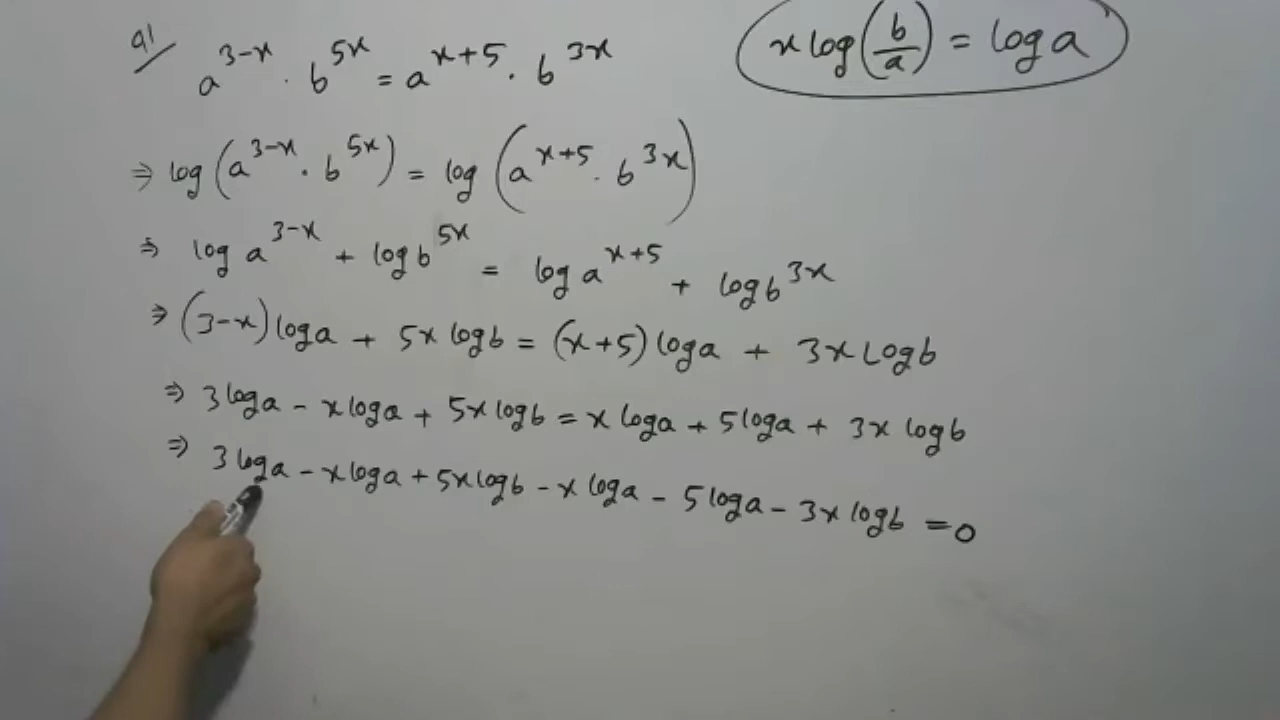 Q1 a^{3-x} . b^{5x} = a^{x+5} . b^{3x}
x log(b/a) = log a
⇒ log(a^{3-x} . b^{5x}) = log(a^{x+5} . b^{3x})
⇒ log a^{3-x} + log b^{5x} = log a^{x+5} + log b^{3x}
⇒ (3-x) log a + 5x log b = (x+5) log a + 3x log b
⇒ 3 log a - x log a + 5x log b = x log a + 5 log a + 3x log b
⇒ 3 log a - x log a + 5x log b - x log a - 5 log a - 3x log b = 0